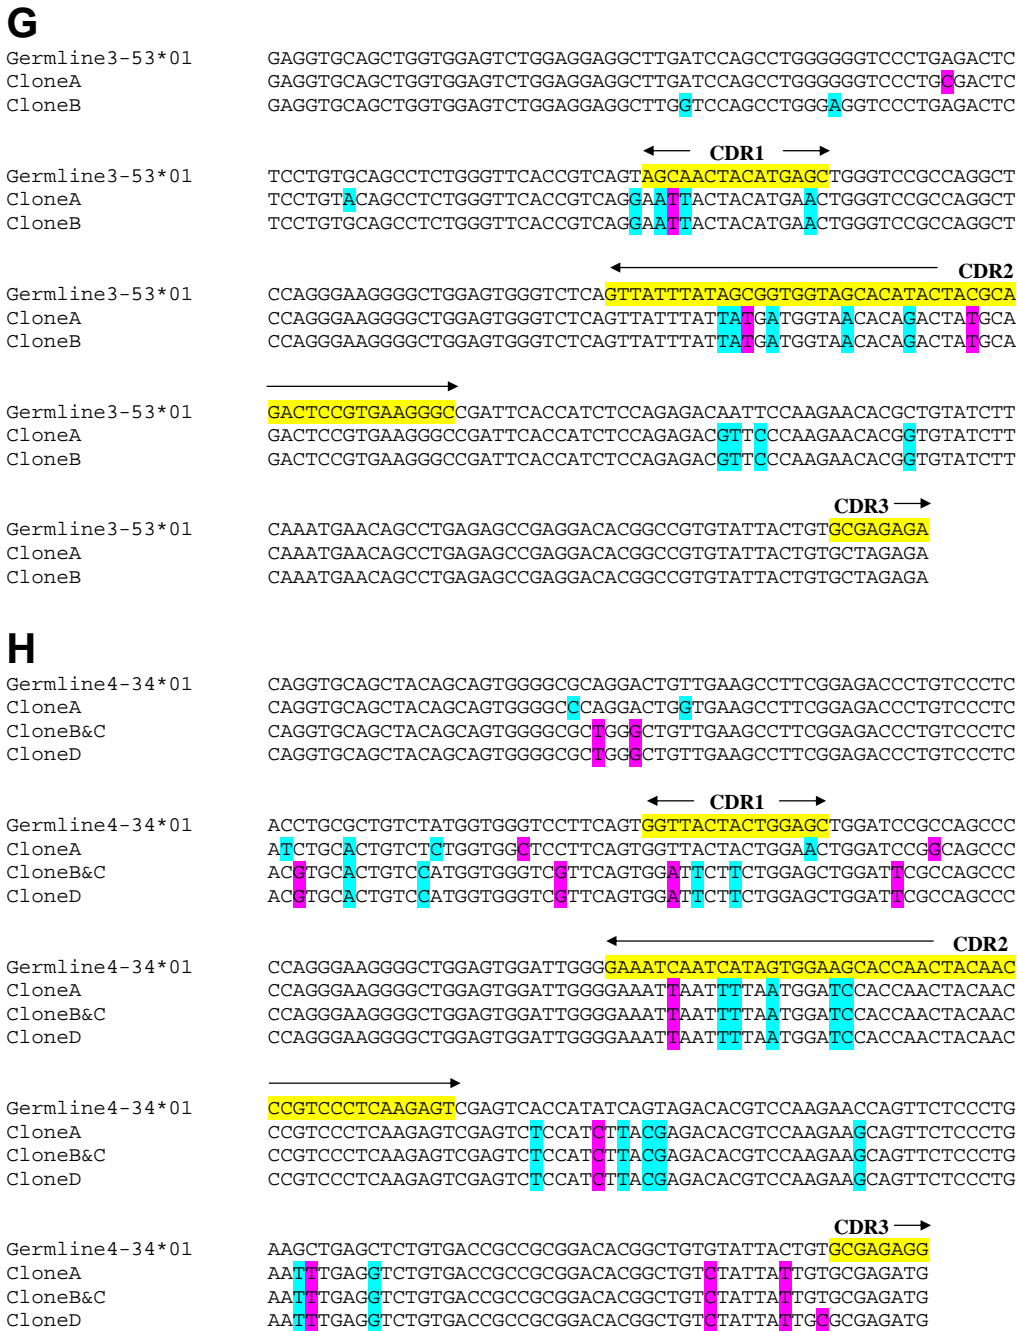 G
Germline3-53*01 GAGGTGCAGCTGGTGGAGTCTGGAGGAGGCTTGATCCAGCCTGGGGGGTCCCTGAGACTC
CloneA GAGGTGCAGCTGGTGGAGTCTGGAGGAGGCTTGATCCAGCCTGGGGGGTCCCTGCGACTC
CloneB GAGGTGCAGCTGGTGGAGTCTGGAGGAGGCTTGGTCCAGCCTGGGAGGTCCCTGAGACTC
CDR1
Germline3-53*01 TCCTGTGCAGCCTCTGGGTTCACCGTCAGTAGCAACTACATGAGCTGGGTCCGCCAGGCT
CloneA TCCTGTACAGCCTCTGGGTTCACCGTCAGGAATTACTACATGAACTGGGTCCGCCAGGCT
CloneB TCCTGTGCAGCCTCTGGGTTCACCGTCAGGAATTACTACATGAACTGGGTCCGCCAGGCT
CDR2
Germline3-53*01 CCAGGGAAGGGGCTGGAGTGGGTCTCAGTTATTTATAGCGGTGGTAGCACATACTACGCA
CloneA CCAGGGAAGGGGCTGGAGTGGGTCTCAGTTATTTATTATGATGGTAACACAGACTATGCA
CloneB CCAGGGAAGGGGCTGGAGTGGGTCTCAGTTATTTATTATGATGGTAACACAGACTATGCA
Germline3-53*01 GACTCCGTGAAGGGCCGATTCACCATCTCCAGAGACAATTCCAAGAACACGCTGTATCTT
CloneA GACTCCGTGAAGGGCCGATTCACCATCTCCAGAGACGTTCCCAAGAACACGGTGTATCTT
CloneB GACTCCGTGAAGGGCCGATTCACCATCTCCAGAGACGTTCCCAAGAACACGGTGTATCTT
CDR3
Germline3-53*01 CAAATGAACAGCCTGAGAGCCGAGGACACGGCCGTGTATTACTGTGCGAGAGA
CloneA CAAATGAACAGCCTGAGAGCCGAGGACACGGCCGTGTATTACTGTGCTAGAGA
CloneB CAAATGAACAGCCTGAGAGCCGAGGACACGGCCGTGTATTACTGTGCTAGAGA
H
Germline4-34*01 CAGGTGCAGCTACAGCAGTGGGGCGCAGGACTGTTGAAGCCTTCGGAGACCCTGTCCCTC
CloneA CAGGTGCAGCTACAGCAGTGGGGCCCAGGACTGGTGAAGCCTTCGGAGACCCTGTCCCTC
CloneB&C CAGGTGCAGCTACAGCAGTGGGGCGCTGGGCTGTTGAAGCCTTCGGAGACCCTGTCCCTC
CloneD CAGGTGCAGCTACAGCAGTGGGGCGCTGGGCTGTTGAAGCCTTCGGAGACCCTGTCCCTC
CDR1
Germline4-34*01 ACCTGCGCTGTCTATGGTGGGTCCTTCAGTGGTTACTACTGGAGCTGGATCCGCCAGCCC
CloneA ATCTGCACTGTCTCTGGTGGCTCCTTCAGTGGTTACTACTGGAACTGGATCCGGCAGCCC
CloneB&C ACGTGCACTGTCCATGGTGGGTCGTTCAGTGGATTCTTCTGGAGCTGGATTCGCCAGCCC
CloneD ACGTGCACTGTCCATGGTGGGTCGTTCAGTGGATTCTTCTGGAGCTGGATTCGCCAGCCC
CDR2
Germline4-34*01 CCAGGGAAGGGGCTGGAGTGGATTGGGGAAATCAATCATAGTGGAAGCACCAACTACAAC
CloneA CCAGGGAAGGGGCTGGAGTGGATTGGGGAAATTAATTTTAATGGATCCACCAACTACAAC
CloneB&C CCAGGGAAGGGGCTGGAGTGGATTGGGGAAATTAATTTTAATGGATCCACCAACTACAAC
CloneD CCAGGGAAGGGGCTGGAGTGGATTGGGGAAATTAATTTTAATGGATCCACCAACTACAAC
Germline4-34*01 CCGTCCCTCAAGAGTCGAGTCACCATATCAGTAGACACGTCCAAGAACCAGTTCTCCCTG
CloneA CCGTCCCTCAAGAGTCGAGTCTCCATCTTACGAGACACGTCCAAGAAGCAGTTCTCCCTG
CloneB&C CCGTCCCTCAAGAGTCGAGTCTCCATCTTACGAGACACGTCCAAGAAGCAGTTCTCCCTG
CloneD CCGTCCCTCAAGAGTCGAGTCTCCATCTTACGAGACACGTCCAAGAAGCAGTTCTCCCTG
CDR3
Germline4-34*01 AAGCTGAGCTCTGTGACCGCCGCGGACACGGCTGTGTATTACTGTGCGAGAGG
CloneA AATTTGAGGTCTGTGACCGCCGCGGACACGGCTGTCTATTATTGTGCGAGATG
CloneB&C AATTTGAGGTCTGTGACCGCCGCGGACACGGCTGTCTATTATTGTGCGAGATG
CloneD AATTTGAGGTCTGTGACCGCCGCGGACACGGCTGTCTATTATTGCGCGAGATG